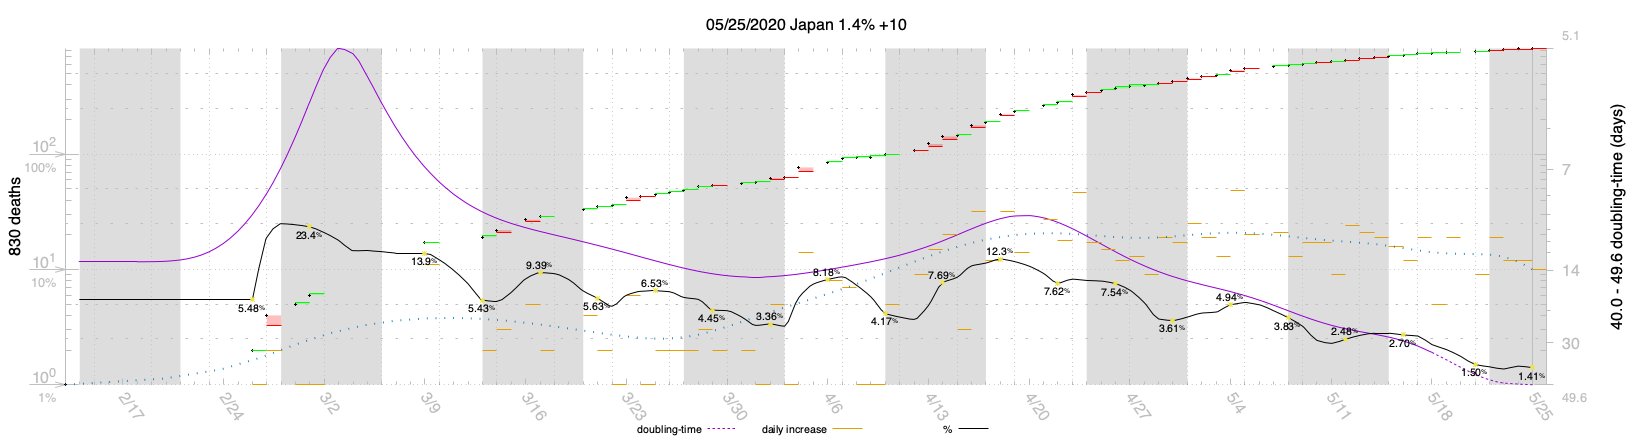 05/25/2020 Japan 1.4% +10
830 deaths
10² 100%
10¹ 10%
10⁰ 1%
5.1
7
14
30
49.6
40.0 - 49.6 doubling-time (days)
5.48% 23.4% 13.9% 5.43% 9.39% 5.63% 6.53% 4.45% 3.36% 8.18% 4.17% 7.69% 12.3% 7.62% 7.54% 3.61% 4.94% 3.83% 2.48% 2.70% 1.50% 1.41%
2/17 2/24 3/2 3/9 3/16 3/23 3/30 4/6 4/13 4/20 4/27 5/4 5/11 5/18 5/25
doubling-time daily increase %